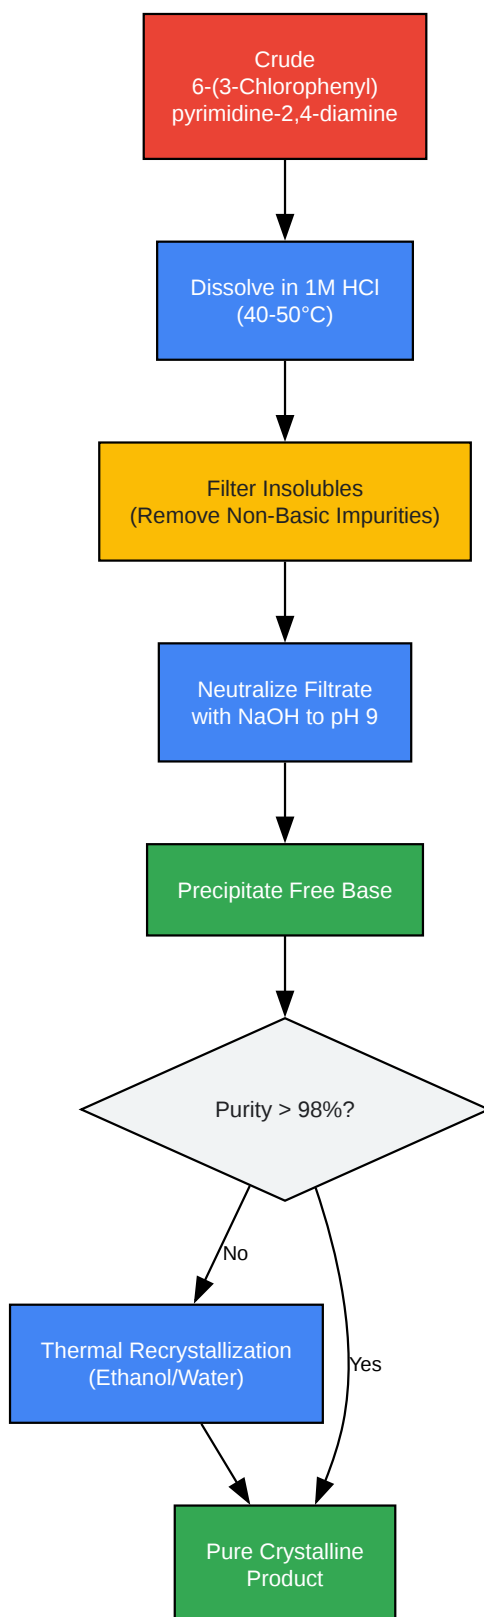 Crude
6-(3-Chlorophenyl)
pyrimidine-2,4-diamine
Dissolve in 1M HCl
(40-50°C)
Filter Insolubles
(Remove Non-Basic Impurities)
Neutralize Filtrate
with NaOH to pH 9
Precipitate Free Base
Purity > 98%?
No
Thermal Recrystallization
(Ethanol/Water)
Yes
Pure Crystalline
Product